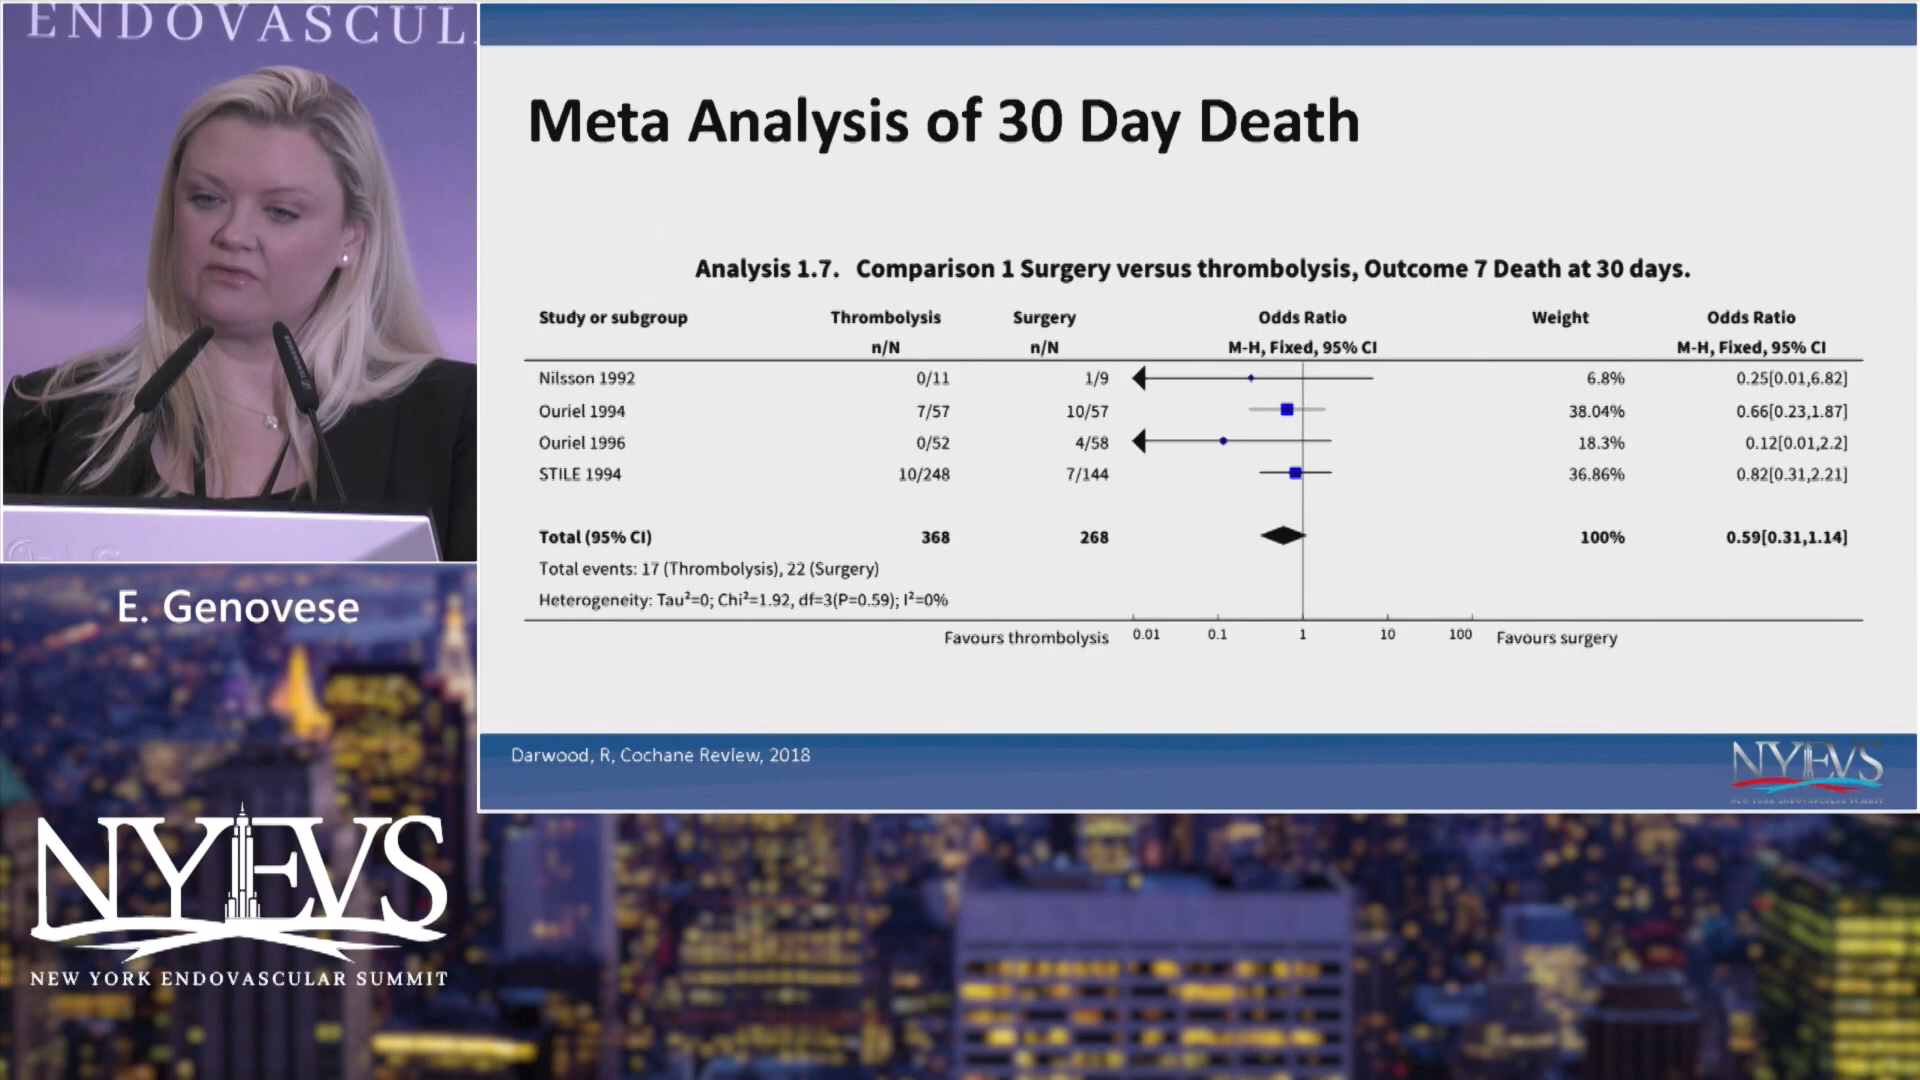 ENDOVASCUL
Meta Analysis of 30 Day Death
Analysis 1.7. Comparison 1 Surgery versus thrombolysis, Outcome 7 Death at 30 days.
Study or subgroup Thrombolysis Surgery Odds Ratio Weight Odds Ratio
n/N n/N M-H, Fixed, 95% CI M-H, Fixed, 95% CI
Nilsson 1992 0/11 1/9 6.8% 0.25[0.01,6.82]
Ouriel 1994 7/57 10/57 38.04% 0.66[0.23,1.87]
Ouriel 1996 0/52 4/58 18.3% 0.12[0.01,2.2]
STILE 1994 10/248 7/144 36.86% 0.82[0.31,2.21]
Total (95% CI) 368 268 100% 0.59[0.31,1.14]
Total events: 17 (Thrombolysis), 22 (Surgery)
Heterogeneity: Tau²=0; Chi²=1.92, df=3(P=0.59); I²=0%
Favours thrombolysis 0.01 0.1 1 10 100 Favours surgery
Darwood, R, Cochane Revlew, 2018
NYEVS
NEW YORK ENDOVASCULAR SUMMIT
E. Genovese
NYEVS
NEW YORK ENDOVASCULAR SUMMIT